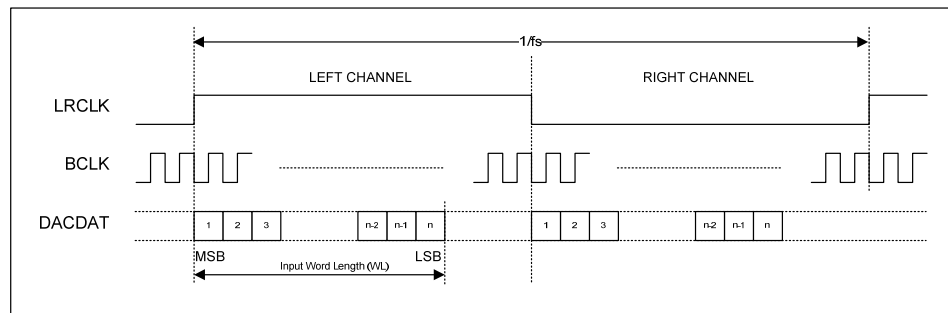 1/fs
LEFT CHANNEL RIGHT CHANNEL
LRCLK
BCLK
DACDAT 1 2 3 n-2 n-1 n 1 2 3 n-2 n-1 n
MSB LSB
Input Word Length (WL)